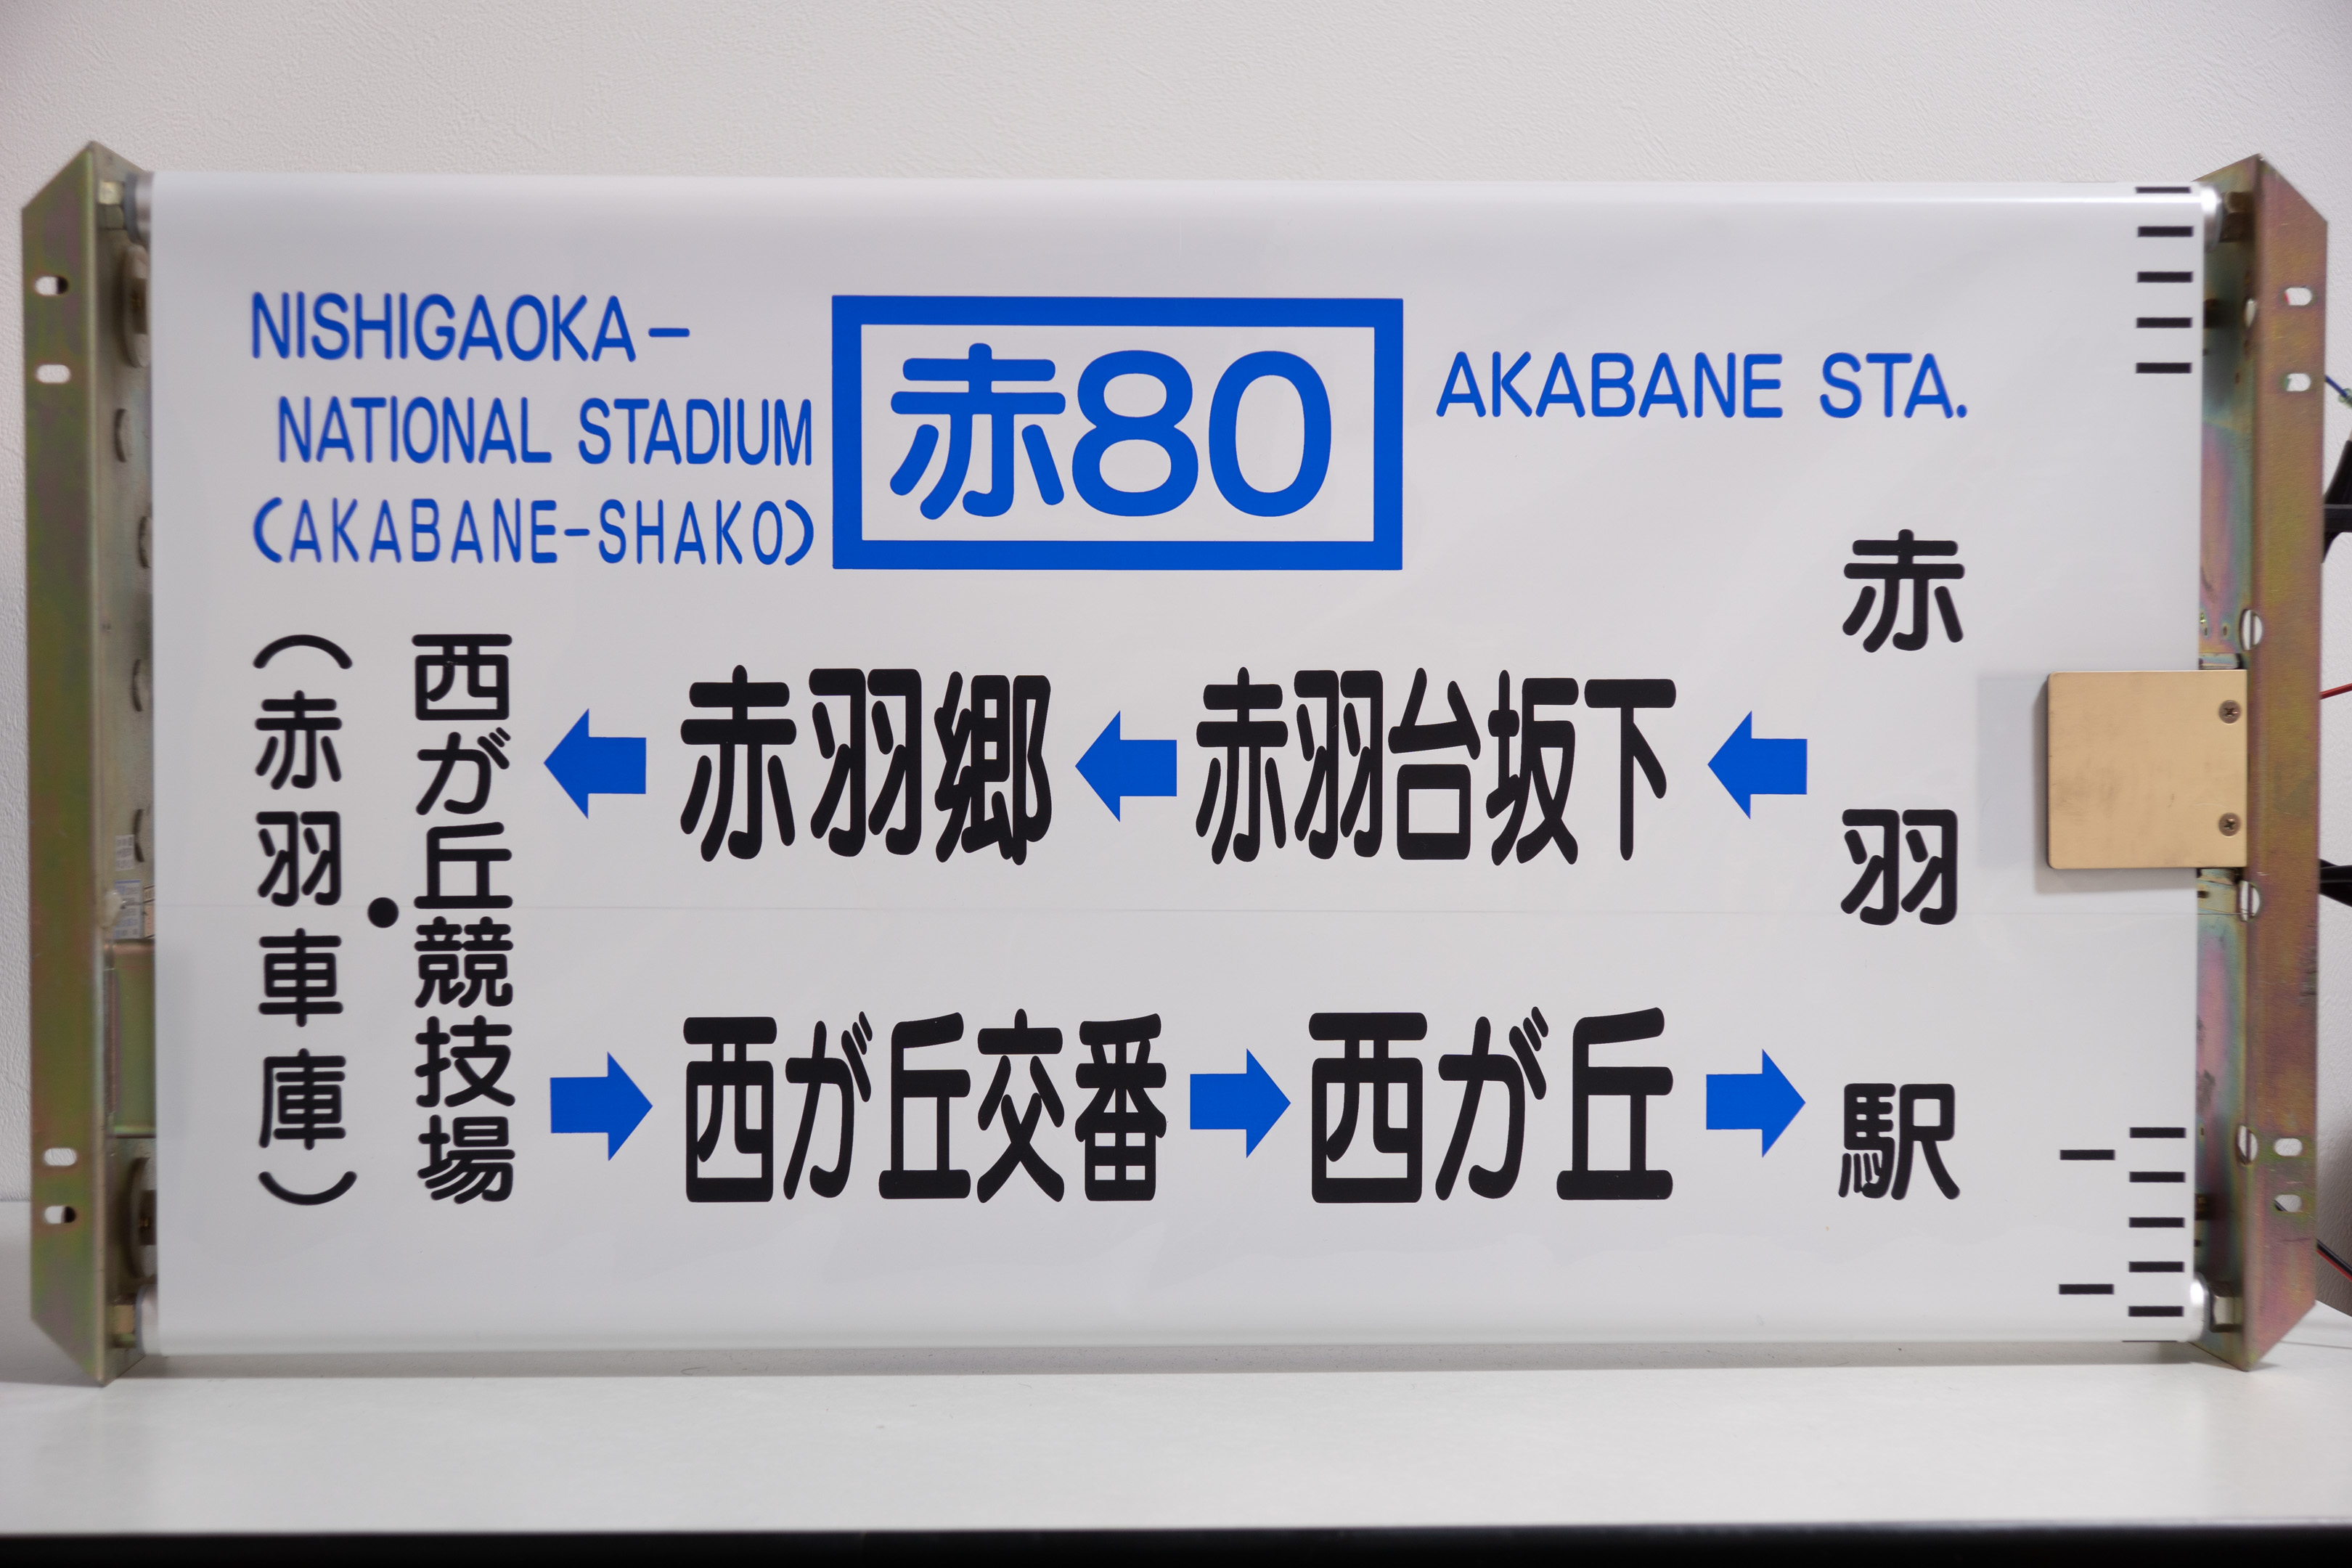 NISHIGAOKA－
NATIONAL STADIUM
(AKABANE-SHAKO)
赤80
AKABANE STA.
赤羽駅
← 赤羽郷 ← 赤羽台坂下 ←
西が丘競技場
・
（赤羽車庫）
→ 西が丘交番 → 西が丘 →